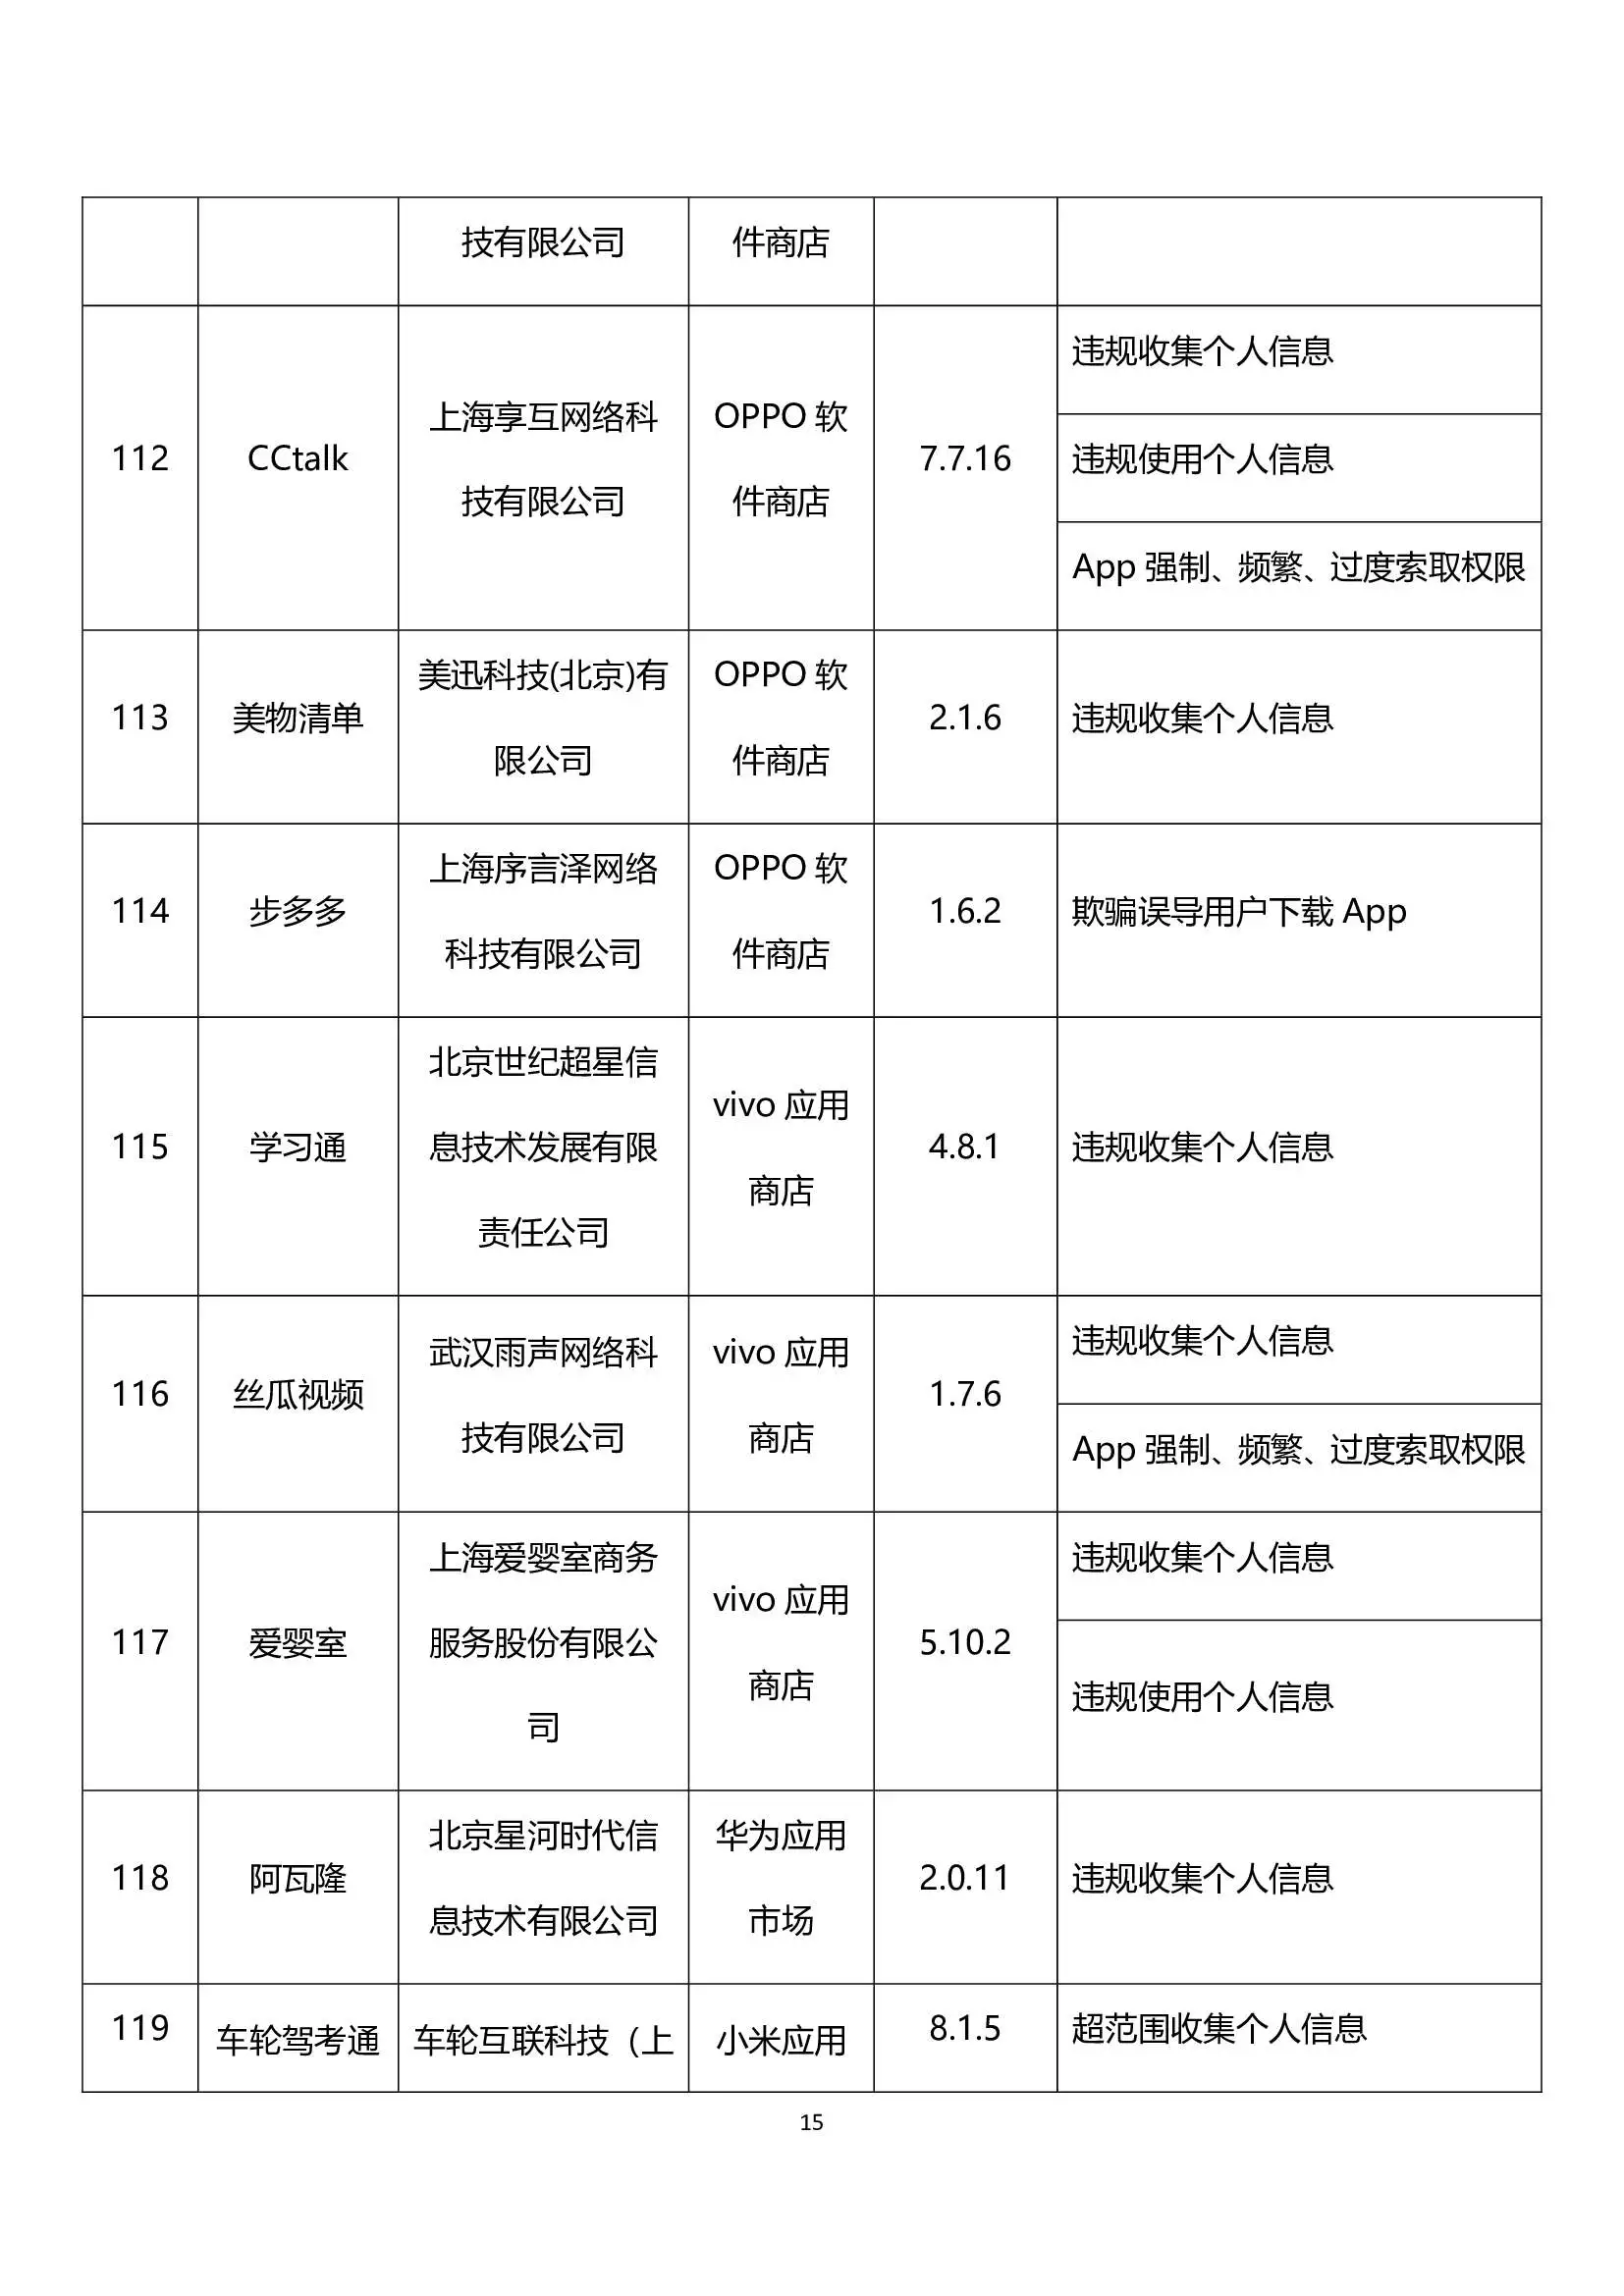 技有限公司 件商店
112 CCtalk 上海享互网络科 技有限公司 OPPO 软 件商店 7.7.16 违规收集个人信息
违规使用个人信息
App 强制、频繁、过度索取权限
113 美物清单 美迅科技(北京)有 限公司 OPPO 软 件商店 2.1.6 违规收集个人信息
114 步多多 上海序言泽网络 科技有限公司 OPPO 软 件商店 1.6.2 欺骗误导用户下载 App
115 学习通 北京世纪超星信 息技术发展有限 责任公司 vivo 应用 商店 4.8.1 违规收集个人信息
116 丝瓜视频 武汉雨声网络科 技有限公司 vivo 应用 商店 1.7.6 违规收集个人信息
App 强制、频繁、过度索取权限
117 爱婴室 上海爱婴室商务 服务股份有限公 司 vivo 应用 商店 5.10.2 违规收集个人信息
违规使用个人信息
118 阿瓦隆 北京星河时代信 息技术有限公司 华为应用 市场 2.0.11 违规收集个人信息
119 车轮驾考通 车轮互联科技（上 小米应用 8.1.5 超范围收集个人信息
15